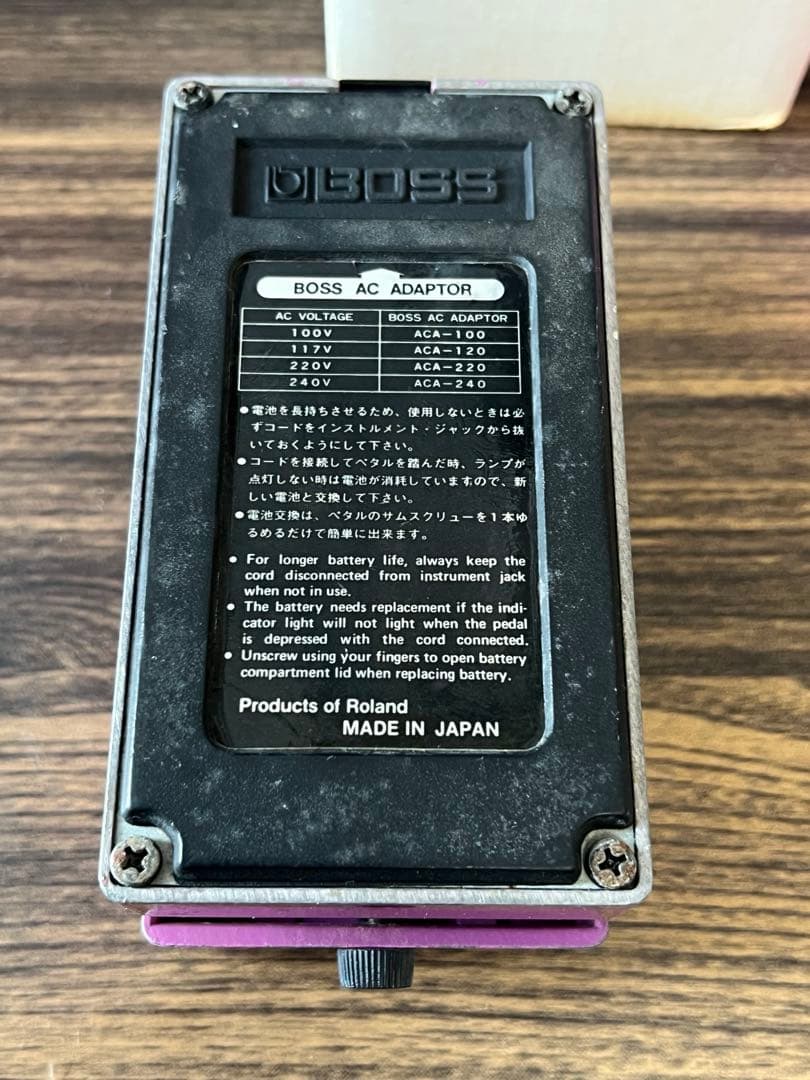 BOSS
BOSS AC ADAPTOR
AC VOLTAGE BOSS AC ADAPTOR
100V ACA-100
117V ACA-120
220V ACA-220
240V ACA-240
●電池を長持ちさせるため、使用しないときは必
ずコードをインストルメント・ジャックから抜
いておくようにして下さい。
●コードを接続してペタルを踏んだ時、ランプが
点灯しない時は電池が消耗していますので、新
しい電池と交換して下さい。
●電池交換は、ペタルのサムスクリューを1本ゆ
るめるだけで簡単に出来ます。
● For longer battery life, always keep the
cord disconnected from instrument jack
when not in use.
● The battery needs replacement if the indi-
cator light will not light when the pedal
is depressed with the cord connected.
● Unscrew using your fingers to open battery
compartment lid when replacing battery.
Products of Roland
MADE IN JAPAN